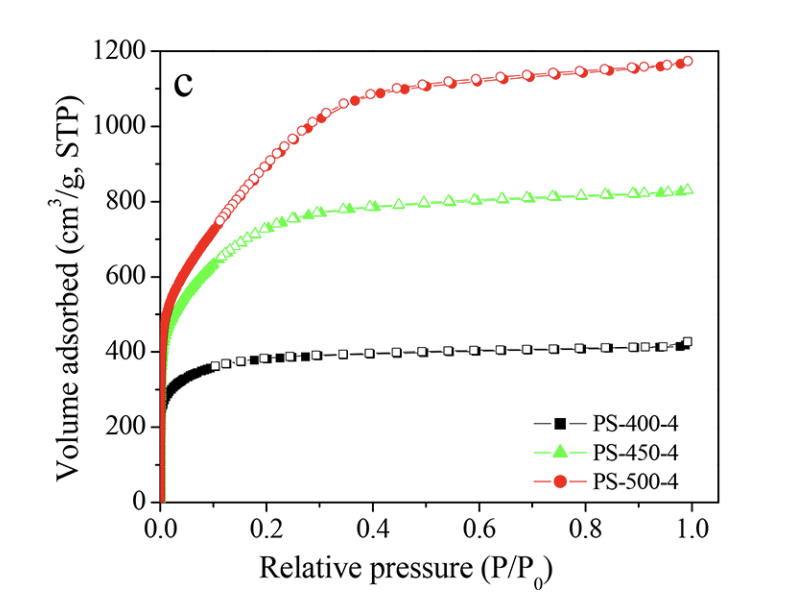 c
1200
1000
800
600
400
200
0
Volume adsorbed (cm³/g, STP)
PS-400-4
PS-450-4
PS-500-4
0.0 0.2 0.4 0.6 0.8 1.0
Relative pressure (P/P₀)